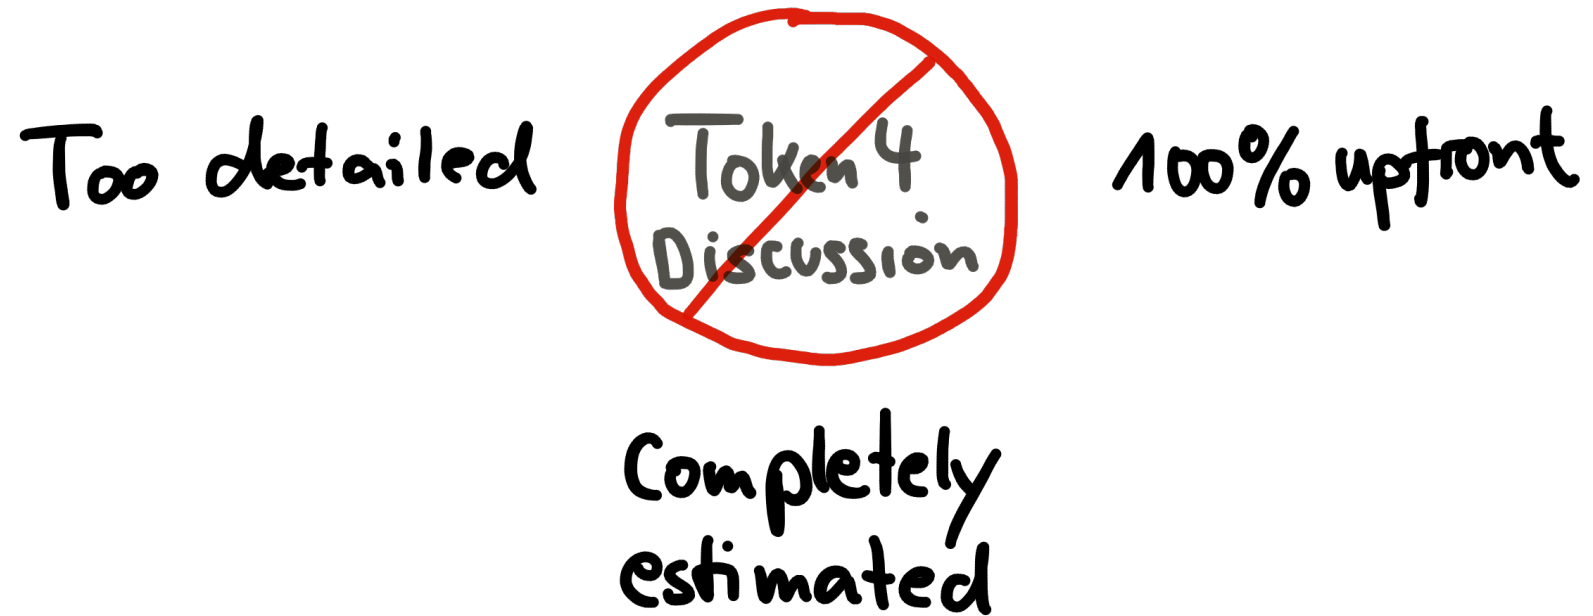 Too detailed
Token 4
Discussion
100% upfront
Completely
estimated